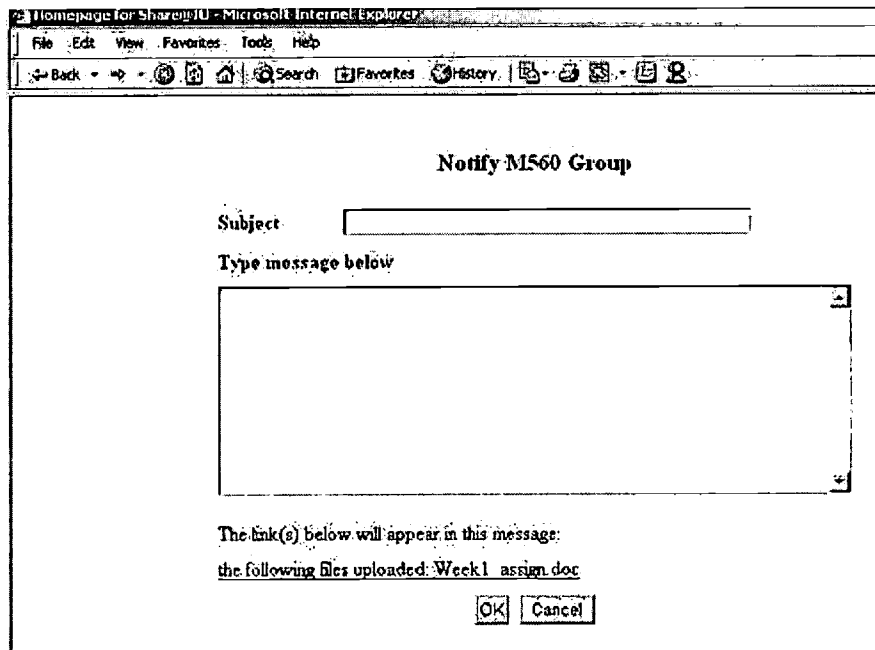 Homepage for Share@IU - Microsoft Internet Explorer
File Edit View Favorites Tools Help
Back Search Favorites History
Notify M560 Group
Subject
Type message below
The link(s) below will appear in this message:
the following files uploaded: Week1_assign.doc
OK Cancel